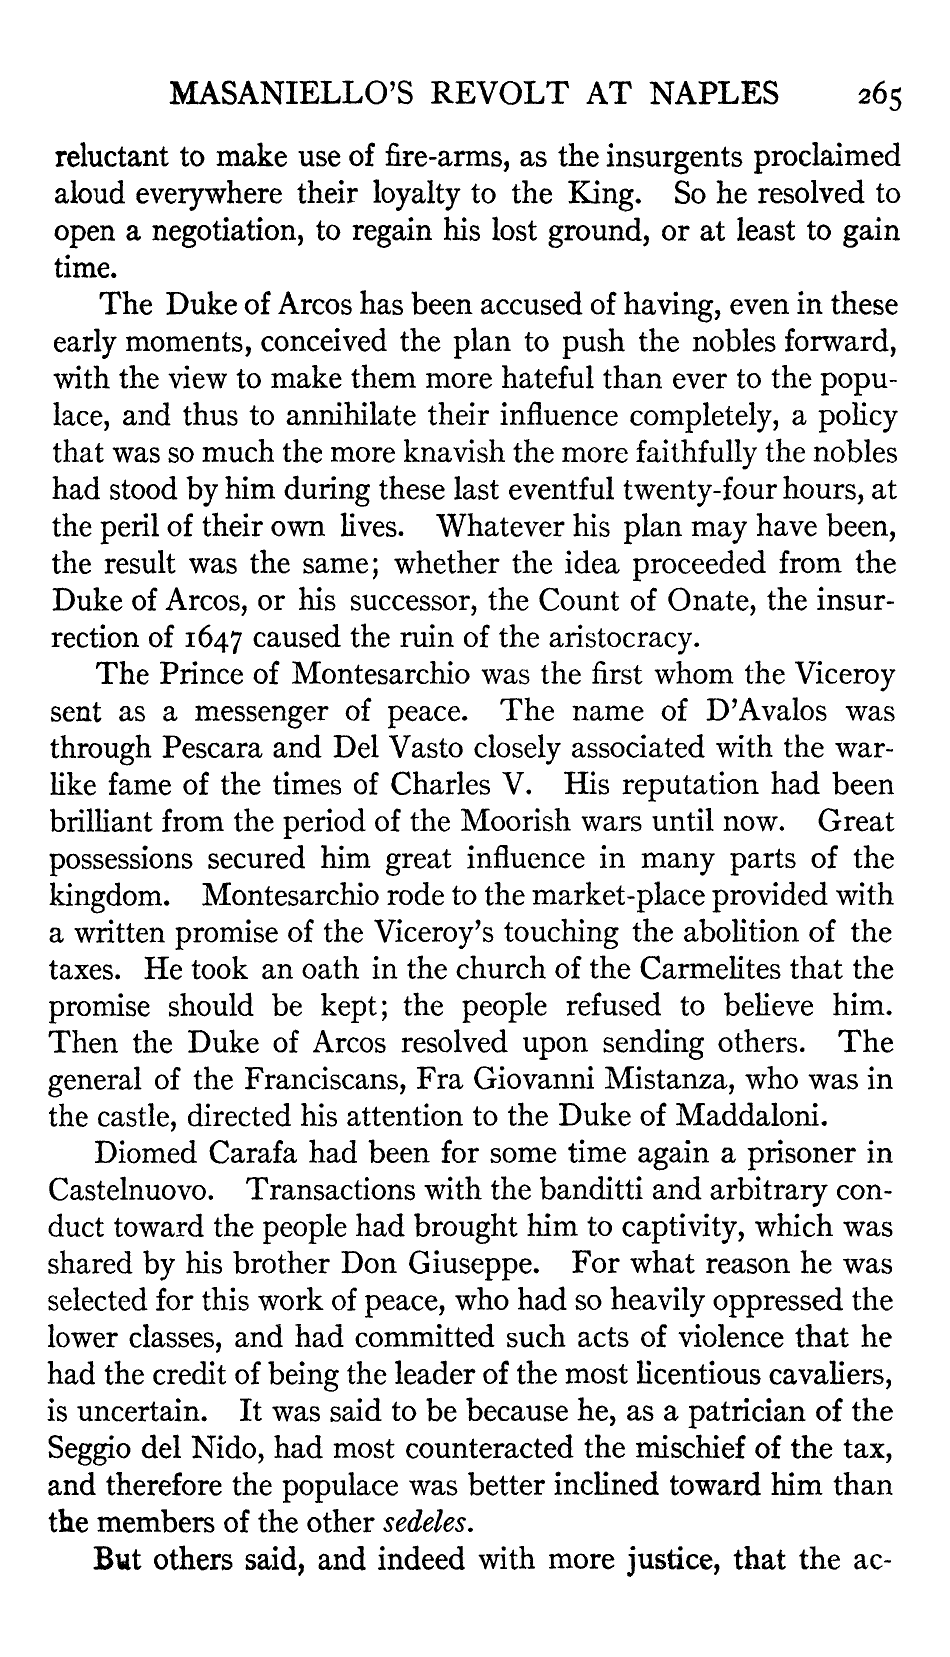 MASANIELLO'S REVOLT AT NAPLES 265
reluctant to make use of fire-arms, as the insurgents proclaimed
aloud everywhere their loyalty to the King. So he resolved to
open a negotiation, to regain his lost ground, or at least to gain
time.
The Duke of Arcos has been accused of having, even in these
early moments, conceived the plan to push the nobles forward,
with the view to make them more hateful than ever to the popu-
lace, and thus to annihilate their influence completely, a policy
that was so much the more knavish the more faithfully the nobles
had stood by him during these last eventful twenty-four hours, at
the peril of their own lives. Whatever his plan may have been,
the result was the same; whether the idea proceeded from the
Duke of Arcos, or his successor, the Count of Onate, the insur-
rection of 1647 caused the ruin of the aristocracy.
The Prince of Montesarchio was the first whom the Viceroy
sent as a messenger of peace. The name of D'Avalos was
through Pescara and Del Vasto closely associated with the war-
like fame of the times of Charles V. His reputation had been
brilliant from the period of the Moorish wars until now. Great
possessions secured him great influence in many parts of the
kingdom. Montesarchio rode to the market-place provided with
a written promise of the Viceroy's touching the abolition of the
taxes. He took an oath in the church of the Carmelites that the
promise should be kept; the people refused to believe him.
Then the Duke of Arcos resolved upon sending others. The
general of the Franciscans, Fra Giovanni Mistanza, who was in
the castle, directed his attention to the Duke of Maddaloni.
Diomed Carafa had been for some time again a prisoner in
Castelnuovo. Transactions with the banditti and arbitrary con-
duct toward the people had brought him to captivity, which was
shared by his brother Don Giuseppe. For what reason he was
selected for this work of peace, who had so heavily oppressed the
lower classes, and had committed such acts of violence that he
had the credit of being the leader of the most licentious cavaliers,
is uncertain. It was said to be because he, as a patrician of the
Seggio del Nido, had most counteracted the mischief of the tax,
and therefore the populace was better inclined toward him than
the members of the other sedeles.
But others said, and indeed with more justice, that the ac-